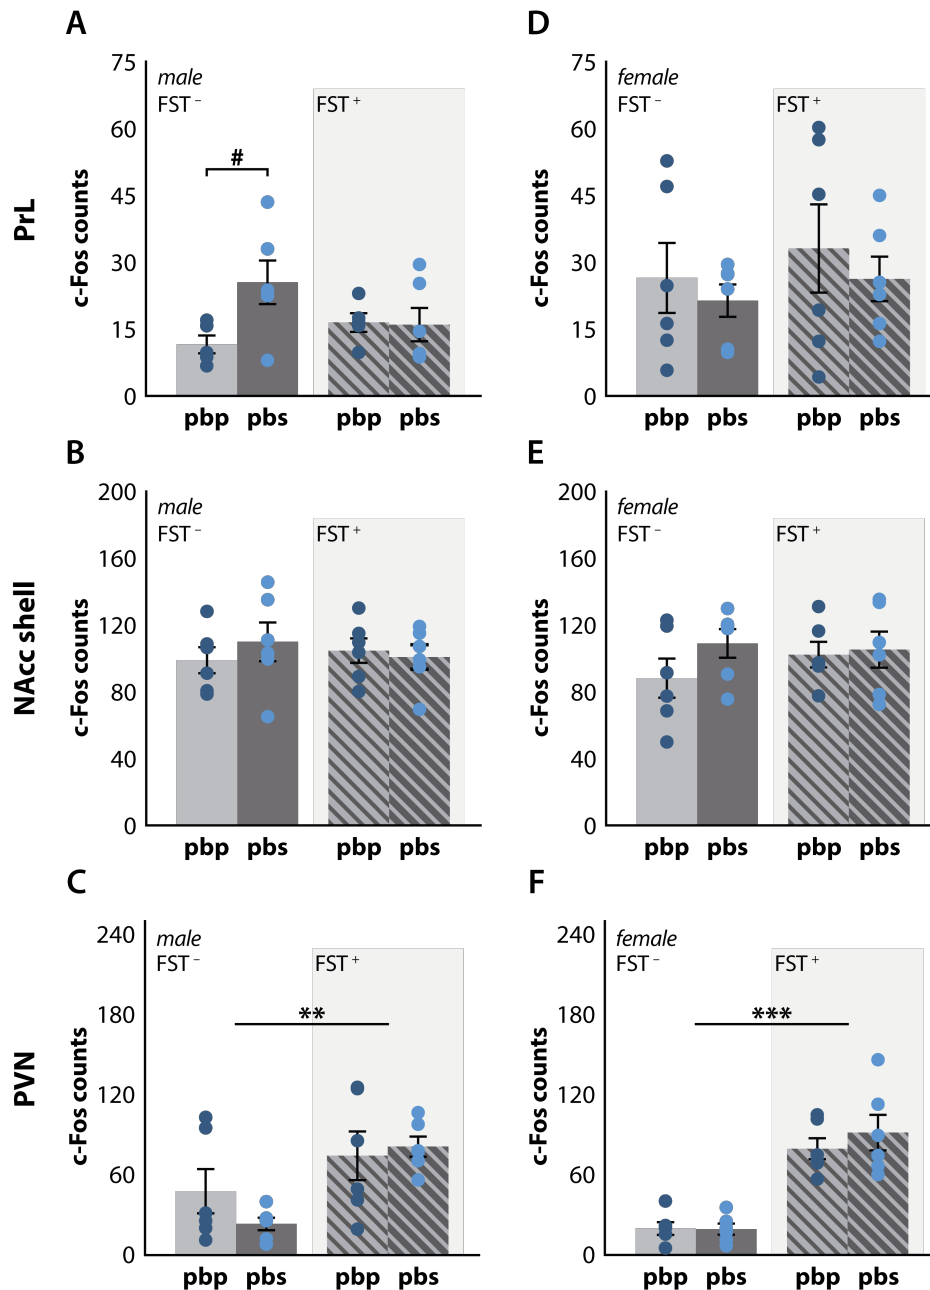 A
PrL
c-Fos counts
75
60
45
30
15
0
male
FST −
FST +
#
pbp pbs pbp pbs
D
c-Fos counts
75
60
45
30
15
0
female
FST −
FST +
pbp pbs pbp pbs
B
NAcc shell
c-Fos counts
200
160
120
80
40
0
male
FST −
FST +
pbp pbs pbp pbs
E
c-Fos counts
200
160
120
80
40
0
female
FST −
FST +
pbp pbs pbp pbs
C
PVN
c-Fos counts
240
180
120
60
0
male
FST −
FST +
**
pbp pbs pbp pbs
F
c-Fos counts
240
180
120
60
0
female
FST −
FST +
***
pbp pbs pbp pbs